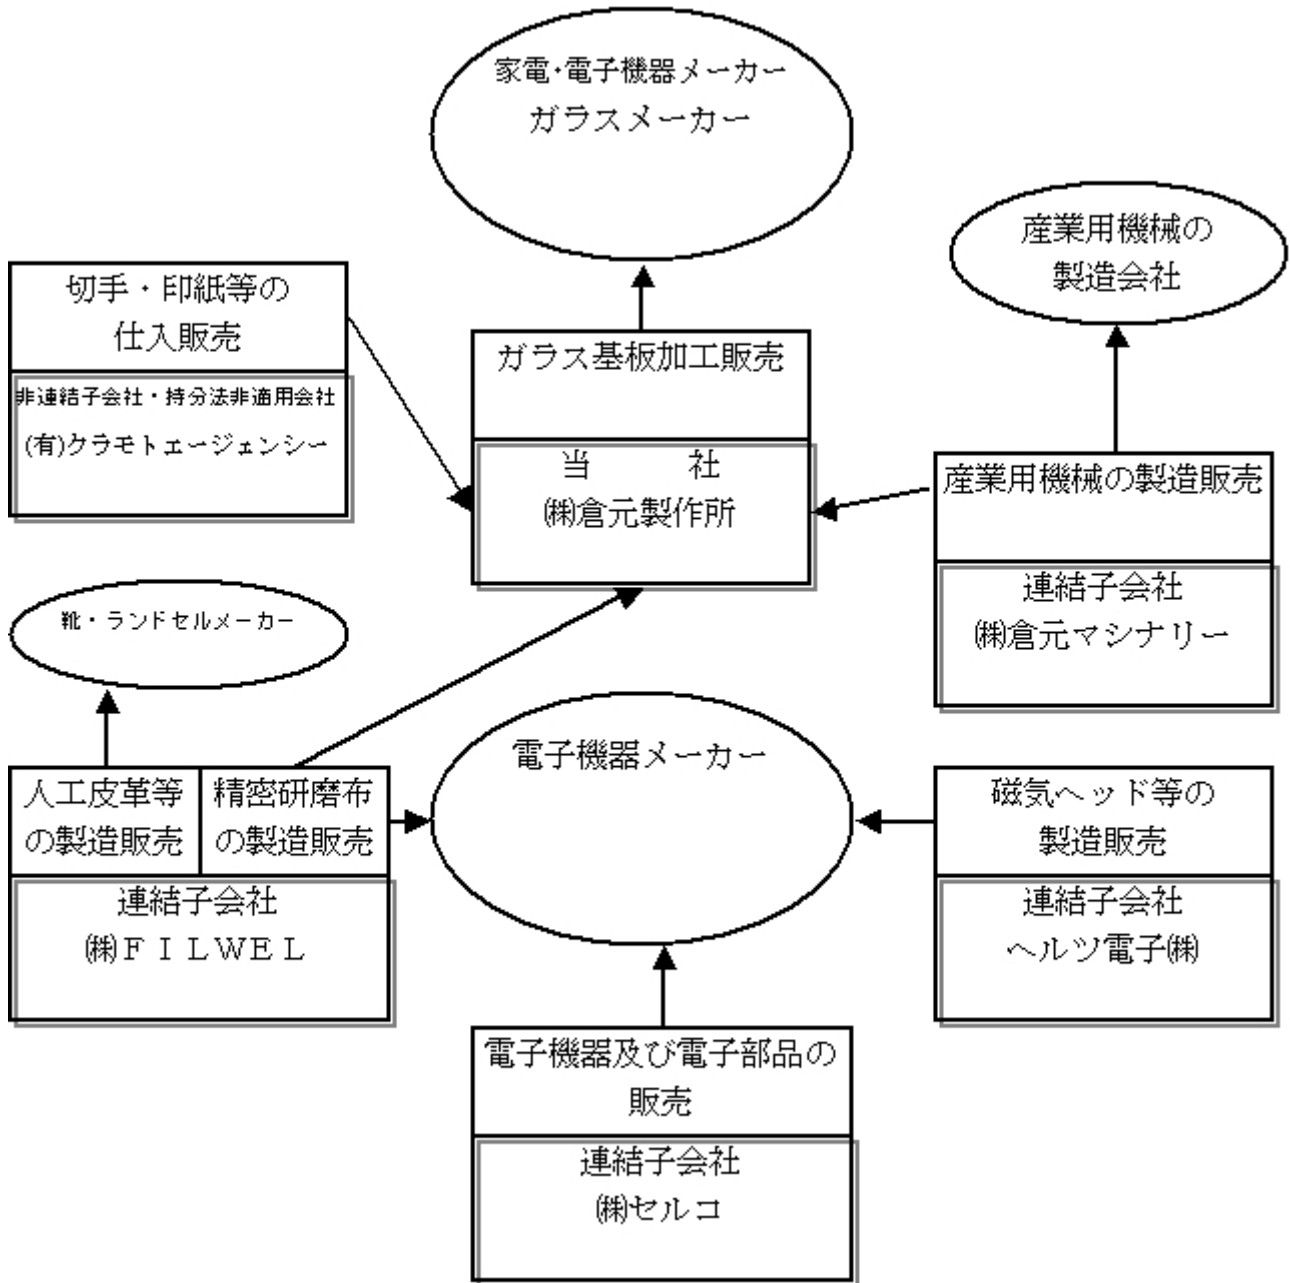 家電・電子機器メーカー
ガラスメーカー
産業用機械の
製造会社
切手・印紙等の
仕入販売
非連結子会社・持分法非適用会社
(有)クラモトエージェンシー
ガラス基板加工販売
当　　　社
㈱倉元製作所
産業用機械の製造販売
連結子会社
㈱倉元マシナリー
靴・ランドセルメーカー
人工皮革等
の製造販売
精密研磨布
の製造販売
連結子会社
㈱ＦＩＬＷＥＬ
電子機器メーカー
磁気ヘッド等の
製造販売
連結子会社
ヘルツ電子㈱
電子機器及び電子部品の
販売
連結子会社
㈱セルコ